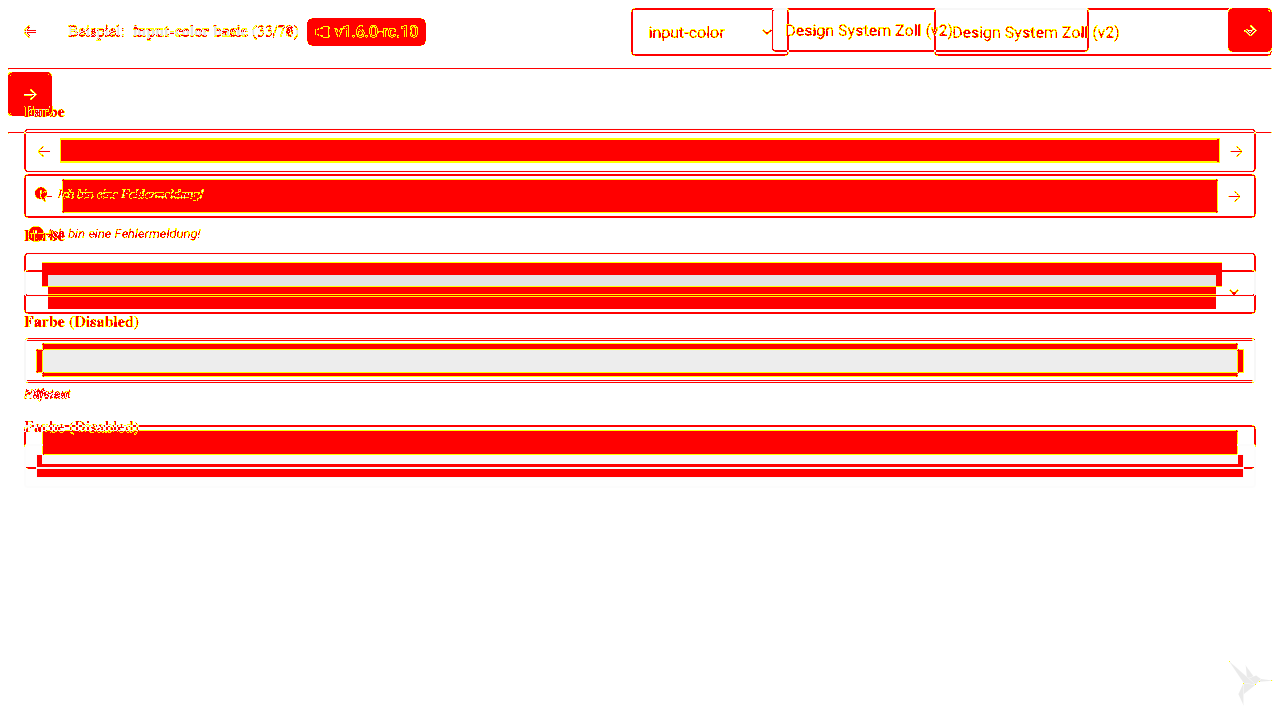 Beispiel: input-color basic (33/76) v1.6.0-rc.10 input-color Design System Zoll (v2) Design System Zoll (v2)
Farbe
Ich bin eine Fehlermeldung!
Ich bin eine Fehlermeldung!
Farbe
Farbe (Disabled)
Hilfstext
Farbe (Disabled)